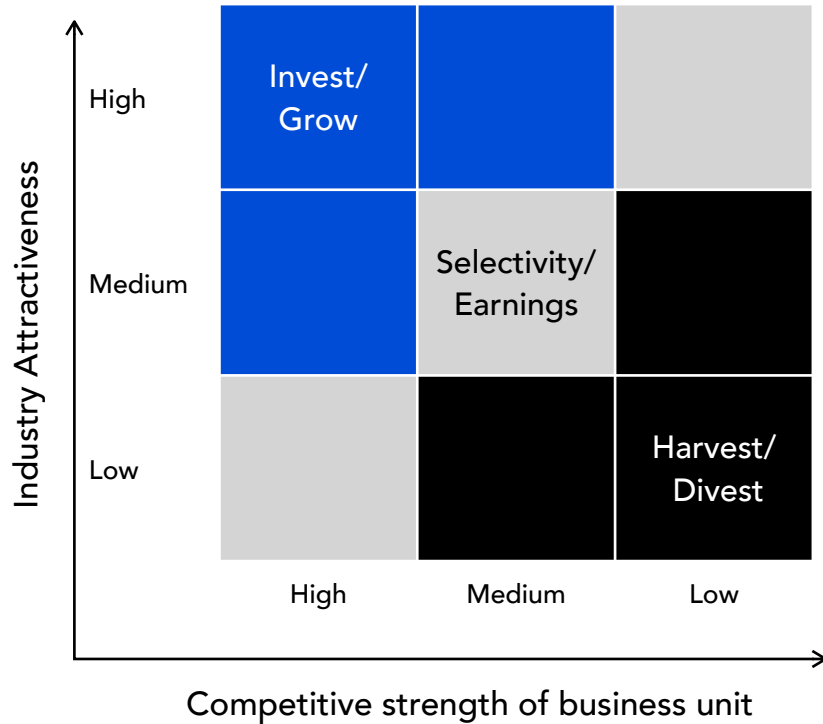 Industry Attractiveness
High
Invest/
Grow
Medium
Selectivity/
Earnings
Low
Harvest/
Divest
High
Medium
Low
Competitive strength of business unit